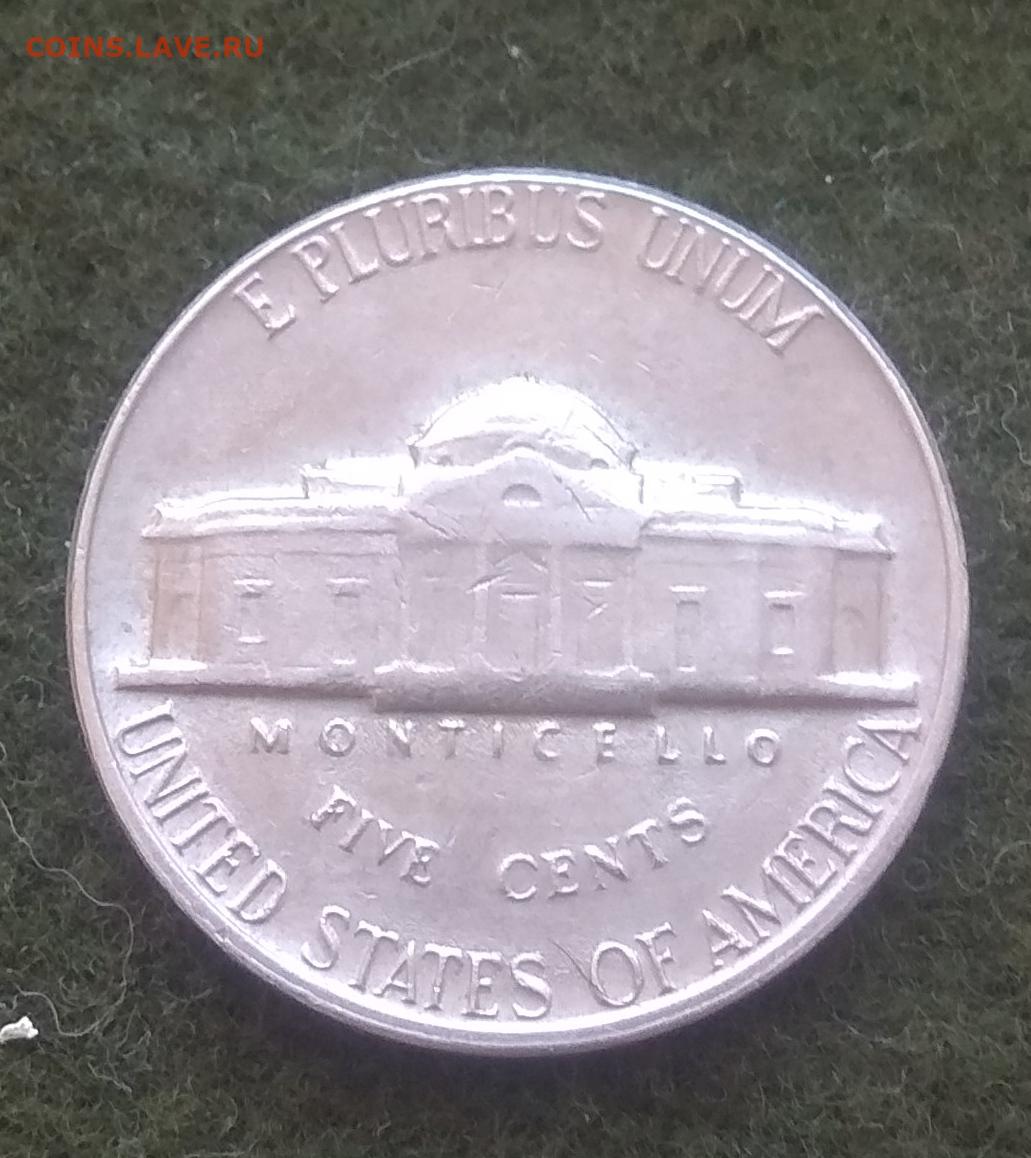 COINS.LAVE.RU
E PLURIBUS UNUM
MONTICELLO
FIVE CENTS
UNITED STATES OF AMERICA